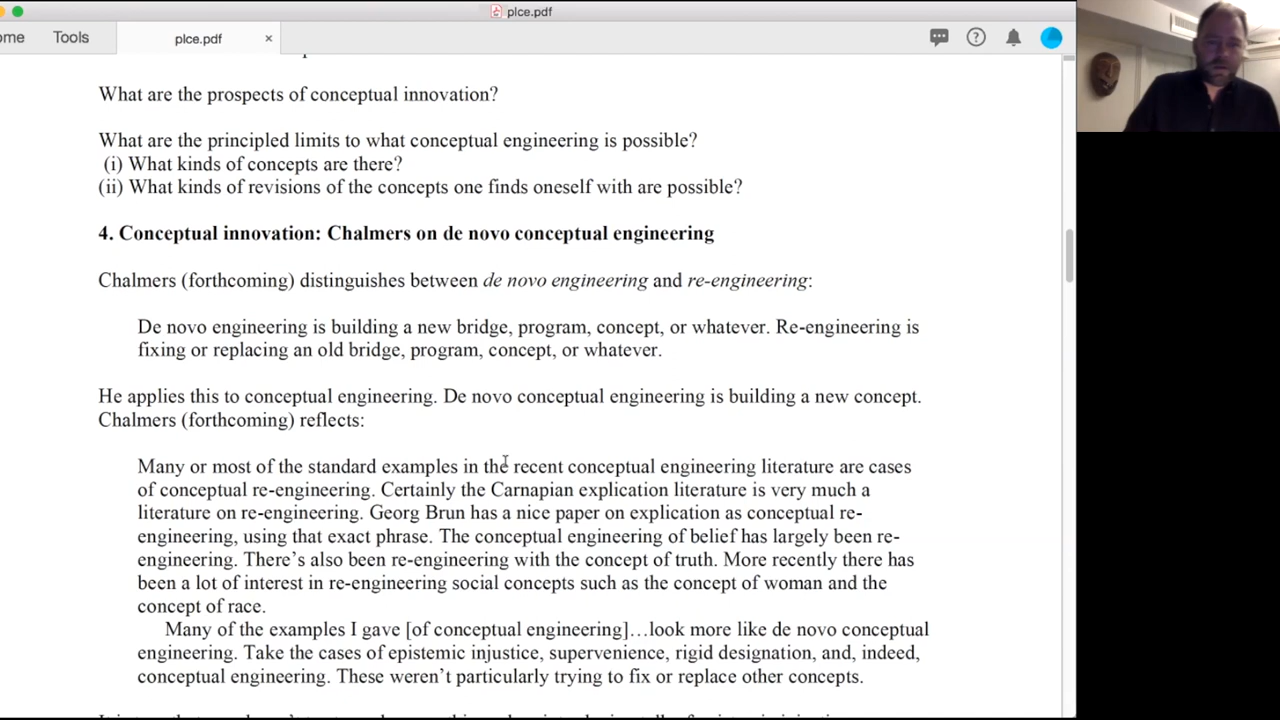 plce.pdf
ome Tools plce.pdf ×
What are the prospects of conceptual innovation?
What are the principled limits to what conceptual engineering is possible?
(i) What kinds of concepts are there?
(ii) What kinds of revisions of the concepts one finds oneself with are possible?
4. Conceptual innovation: Chalmers on de novo conceptual engineering
Chalmers (forthcoming) distinguishes between de novo engineering and re-engineering:
De novo engineering is building a new bridge, program, concept, or whatever. Re-engineering is
fixing or replacing an old bridge, program, concept, or whatever.
He applies this to conceptual engineering. De novo conceptual engineering is building a new concept.
Chalmers (forthcoming) reflects:
Many or most of the standard examples in the recent conceptual engineering literature are cases
of conceptual re-engineering. Certainly the Carnapian explication literature is very much a
literature on re-engineering. Georg Brun has a nice paper on explication as conceptual re-
engineering, using that exact phrase. The conceptual engineering of belief has largely been re-
engineering. There's also been re-engineering with the concept of truth. More recently there has
been a lot of interest in re-engineering social concepts such as the concept of woman and the
concept of race.
Many of the examples I gave [of conceptual engineering]…look more like de novo conceptual
engineering. Take the cases of epistemic injustice, supervenience, rigid designation, and, indeed,
conceptual engineering. These weren't particularly trying to fix or replace other concepts.